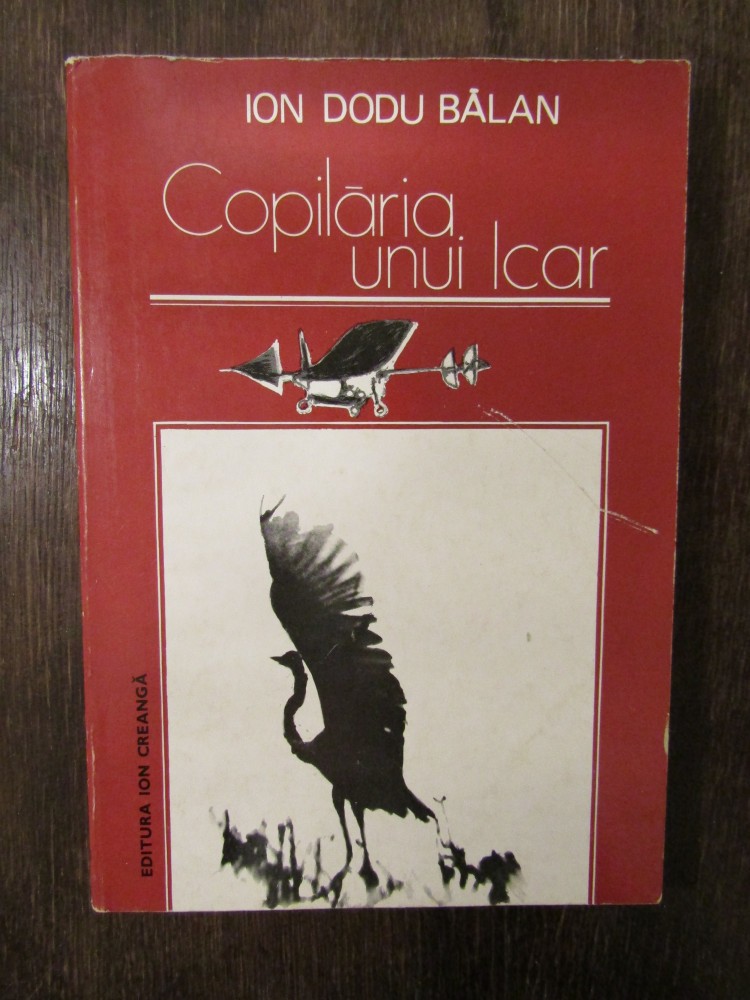 ION DODU BĂLAN
Copilăria
unui Icar
EDITURA ION CREANGĂ